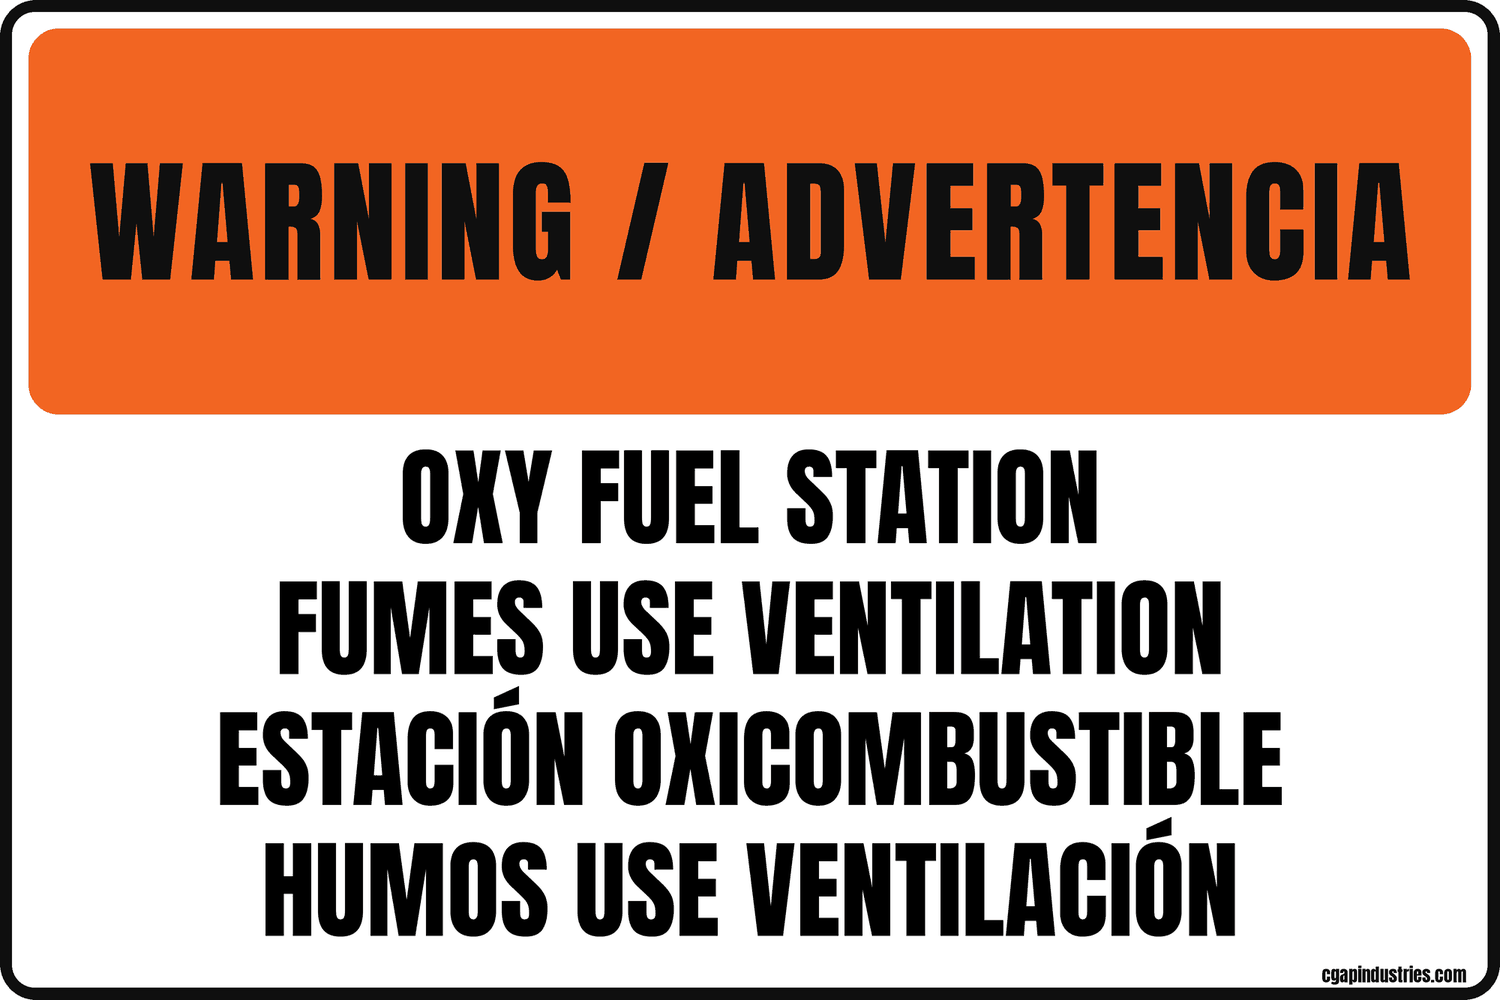 WARNING / ADVERTENCIA
OXY FUEL STATION
FUMES USE VENTILATION
ESTACIÓN OXICOMBUSTIBLE
HUMOS USE VENTILACIÓN
cgapindustries.com